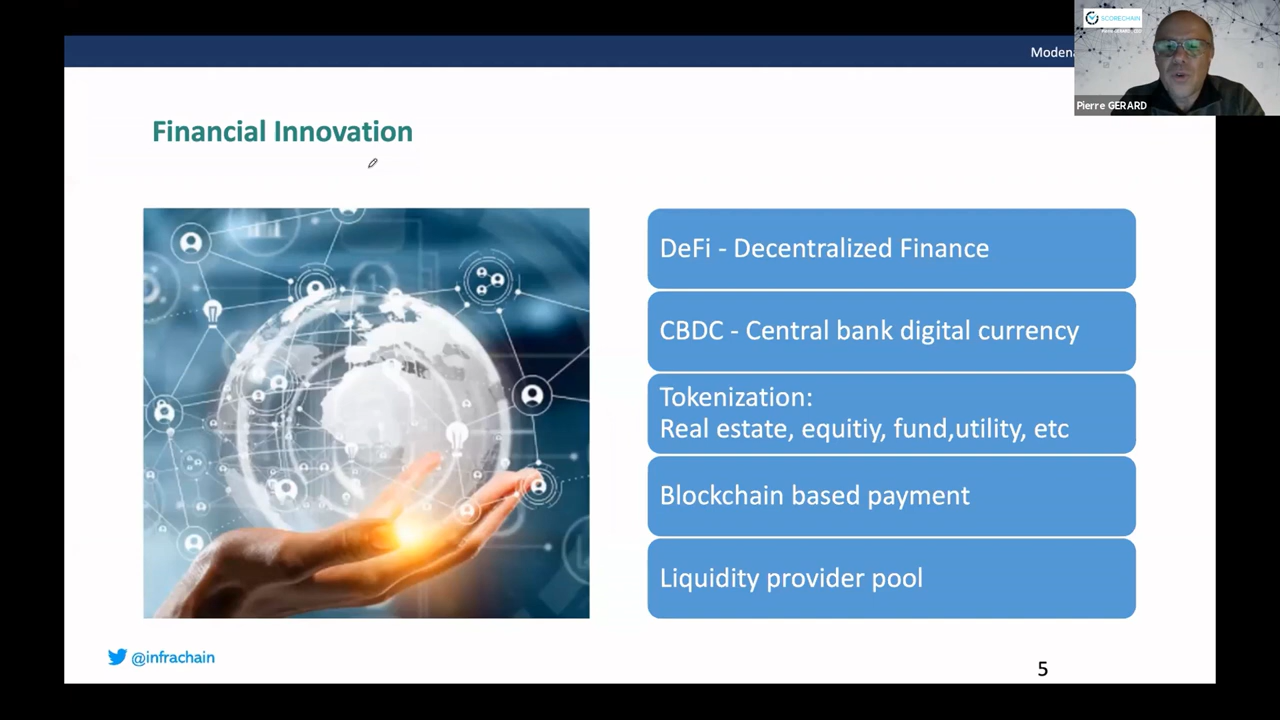 Modena
SCORECHAIN
Pierre GERARD
Financial Innovation
DeFi - Decentralized Finance
CBDC - Central bank digital currency
Tokenization:
Real estate, equitiy, fund,utility, etc
Blockchain based payment
Liquidity provider pool
@infrachain
5